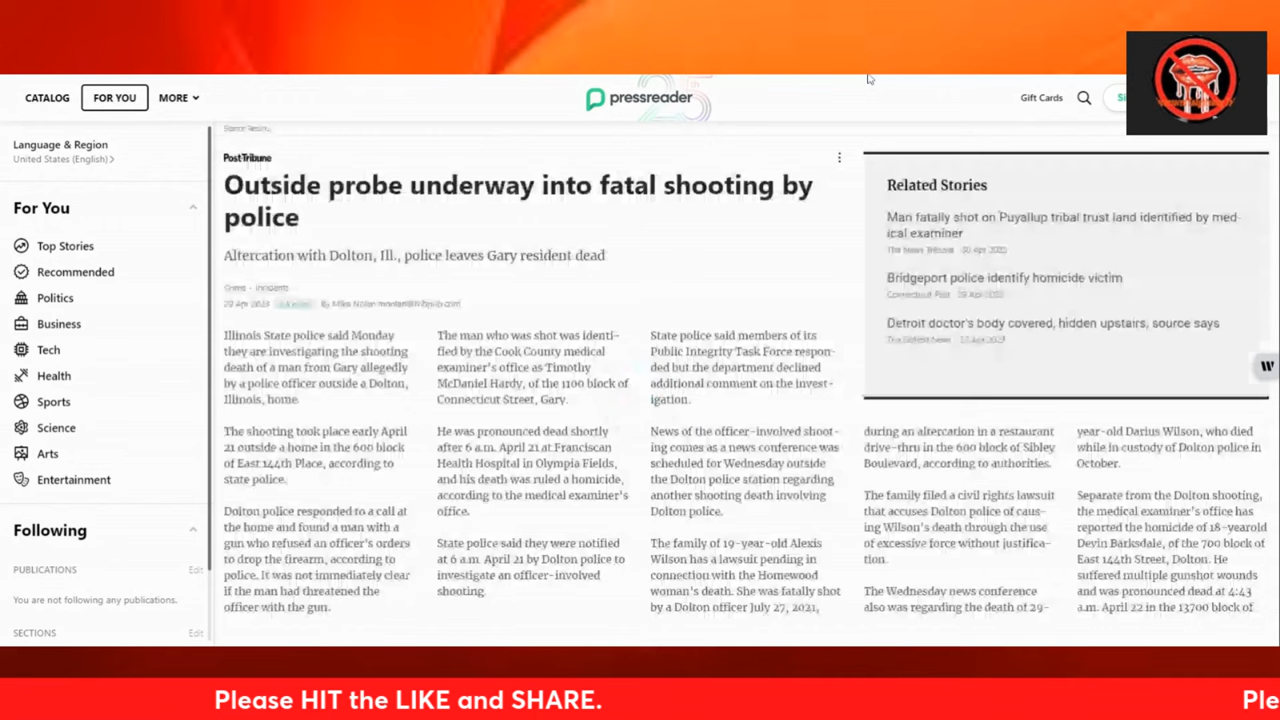 CATALOG
FOR YOU
MORE
pressreader
Gift Cards
Language & Region
United States (English)
For You
Top Stories
Recommended
Politics
Business
Tech
Health
Sports
Science
Arts
Entertainment
Following
PUBLICATIONS
Edit
You are not following any publications.
SECTIONS
Edit
Post-Tribune
Outside probe underway into fatal shooting by
police
Altercation with Dolton, Ill., police leaves Gary resident dead
Crime · Incidents
Illinois State police said Monday
they are investigating the shooting
death of a man from Gary allegedly
by a police officer outside a Dolton,
Illinois, home.
The shooting took place early April
21 outside a home in the 600 block
of East 144th Place, according to
state police.
Dolton police responded to a call at
the home and found a man with a
gun who refused an officer's orders
to drop the firearm, according to
police. It was not immediately clear
if the man had threatened the
officer with the gun.
The man who was shot was identi-
fied by the Cook County medical
examiner's office as Timothy
McDaniel Hardy, of the 1100 block of
Connecticut Street, Gary.
He was pronounced dead shortly
after 6 a.m. April 21 at Franciscan
Health Hospital in Olympia Fields,
and his death was ruled a homicide,
according to the medical examiner's
office.
State police said they were notified
at 6 a.m. April 21 by Dolton police to
investigate an officer-involved
shooting.
State police said members of its
Public Integrity Task Force respon-
ded but the department declined
additional comment on the invest-
igation.
News of the officer-involved shoot-
ing comes as a news conference was
scheduled for Wednesday outside
the Dolton police station regarding
another shooting death involving
Dolton police.
The family of 19-year-old Alexis
Wilson has a lawsuit pending in
connection with the Homewood
woman's death. She was fatally shot
by a Dolton officer July 27, 2021,
during an altercation in a restaurant
drive-thru in the 600 block of Sibley
Boulevard, according to authorities.
The family filed a civil rights lawsuit
that accuses Dolton police of caus-
ing Wilson's death through the use
of excessive force without justifica-
tion.
The Wednesday news conference
also was regarding the death of 29-
year-old Darius Wilson, who died
while in custody of Dolton police in
October.
Separate from the Dolton shooting,
the medical examiner's office has
reported the homicide of 18-yearold
Devin Barksdale, of the 700 block of
East 144th Street, Dolton. He
suffered multiple gunshot wounds
and was pronounced dead at 4:43
a.m. April 22 in the 13700 block of
Related Stories
Man fatally shot on Puyallup tribal trust land identified by med-
ical examiner
The News Tribune
Bridgeport police identify homicide victim
Connecticut Post
Detroit doctor's body covered, hidden upstairs, source says
The Detroit News
Please HIT the LIKE and SHARE.
Ple